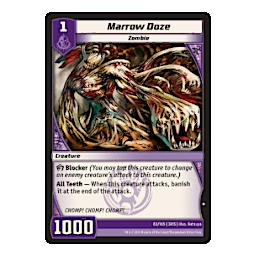 1
Marrow Ooze
Zombie
Creature
Blocker (You may tap this creature to change
an enemy creature's attack to this creature.)
All Teeth — When this creature attacks, banish
it at the end of the attack.
CHOMP! CHOMP! CHOMP!
1000